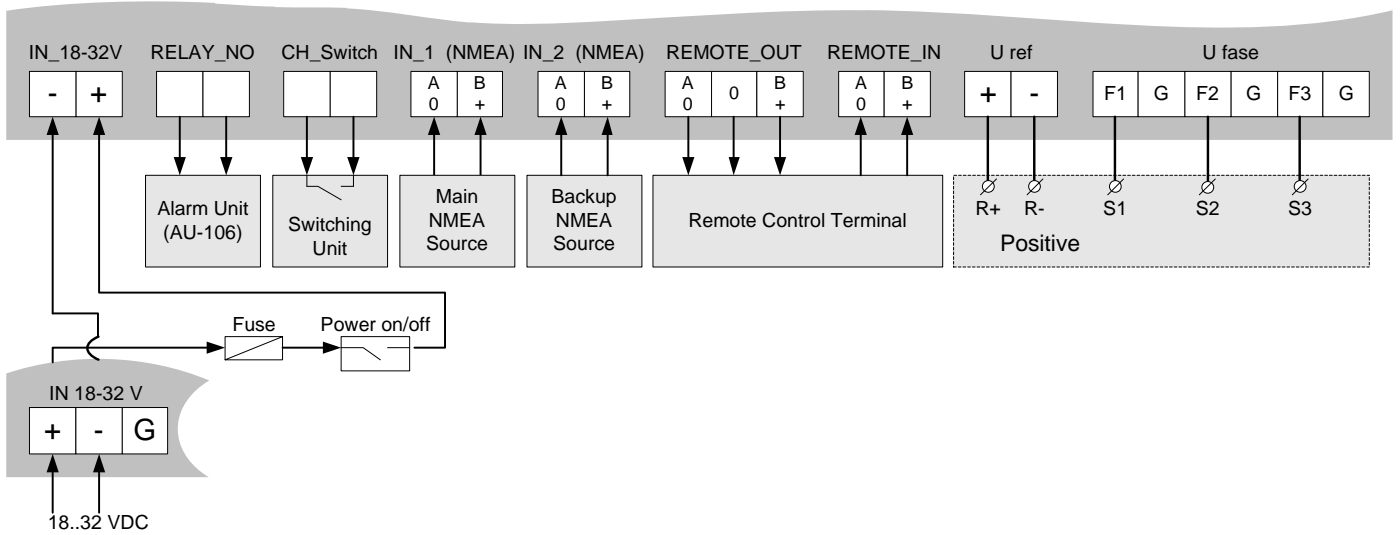 IN_18-32V RELAY_NO CH_Switch IN_1 (NMEA) IN_2 (NMEA) REMOTE_OUT REMOTE_IN U ref U fase
- + A 0 B + A 0 B + A 0 0 B + A 0 B + + - F1 G F2 G F3 G
Alarm Unit
(AU-106)
Switching
Unit
Main
NMEA
Source
Backup
NMEA
Source
Remote Control Terminal
R+ R- S1 S2 S3
Positive
Fuse Power on/off
IN 18-32 V
+ - G
18..32 VDC